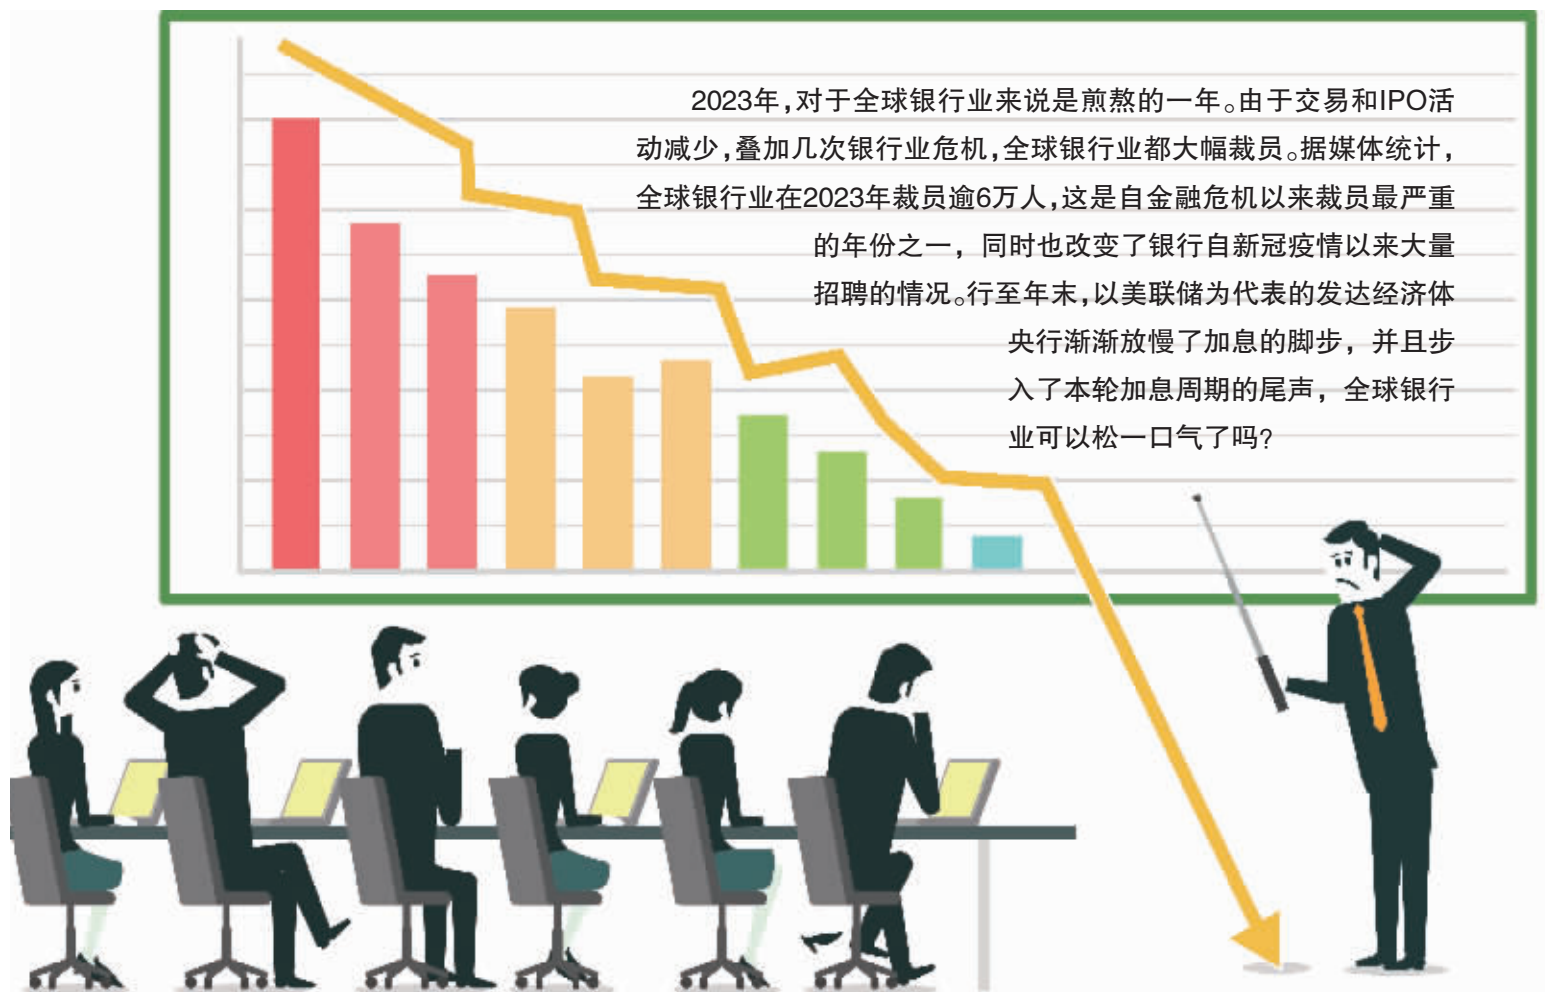 2023年，对于全球银行业来说是煎熬的一年。由于交易和IPO活
动减少，叠加几次银行业危机，全球银行业都大幅裁员。据媒体统计，
全球银行业在2023年裁员逾6万人，这是自金融危机以来裁员最严重
的年份之一，同时也改变了银行自新冠疫情以来大量
招聘的情况。行至年末，以美联储为代表的发达经济体
央行渐渐放慢了加息的脚步，并且步
入了本轮加息周期的尾声，全球银行
业可以松一口气了吗？